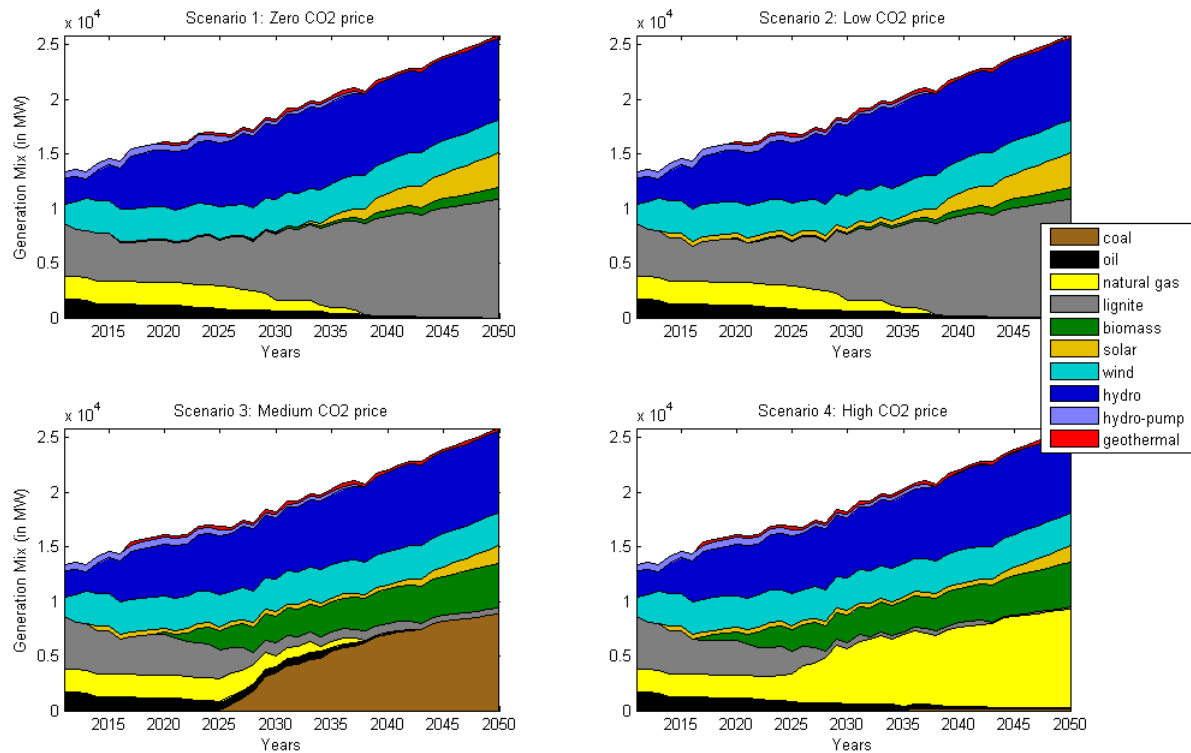 Scenario 1: Zero CO2 price
x 10^4
2.5
2
1.5
1
0.5
0
Generation Mix (in MW)
2015 2020 2025 2030 2035 2040 2045 2050
Years
Scenario 2: Low CO2 price
x 10^4
2.5
2
1.5
1
0.5
0
2015 2020 2025 2030 2035 2040 2045 2050
Years
coal
oil
natural gas
lignite
biomass
solar
wind
hydro
hydro-pump
geothermal
Scenario 3: Medium CO2 price
x 10^4
2.5
2
1.5
1
0.5
0
Generation Mix (in MW)
2015 2020 2025 2030 2035 2040 2045 2050
Years
Scenario 4: High CO2 price
x 10^4
2.5
2
1.5
1
0.5
0
2015 2020 2025 2030 2035 2040 2045 2050
Years